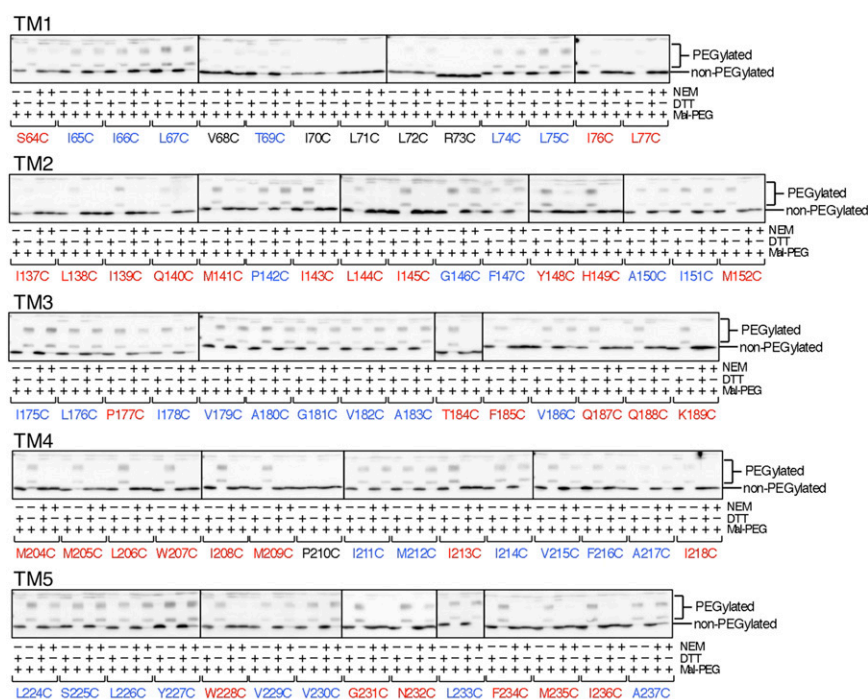 TM1
PEGylated
non-PEGylated
NEM
DTT
Mal-PEG
S64C I65C I66C L67C V68C T69C I70C L71C L72C R73C L74C L75C I76C L77C
TM2
PEGylated
non-PEGylated
NEM
DTT
Mal-PEG
I137C L138C I139C Q140C M141C P142C I143C L144C I145C G146C F147C Y148C H149C A150C I151C M152C
TM3
PEGylated
non-PEGylated
NEM
DTT
Mal-PEG
I175C L176C P177C I178C V179C A180C G181C V182C A183C T184C F185C V186C Q187C Q188C K189C
TM4
PEGylated
non-PEGylated
NEM
DTT
Mal-PEG
M204C M205C L206C W207C I208C M209C P210C I211C M212C I213C I214C V215C F216C A217C I218C
TM5
PEGylated
non-PEGylated
NEM
DTT
Mal-PEG
L224C S225C L226C Y227C W228C V229C V230C G231C N232C L233C F234C M235C I236C A237C